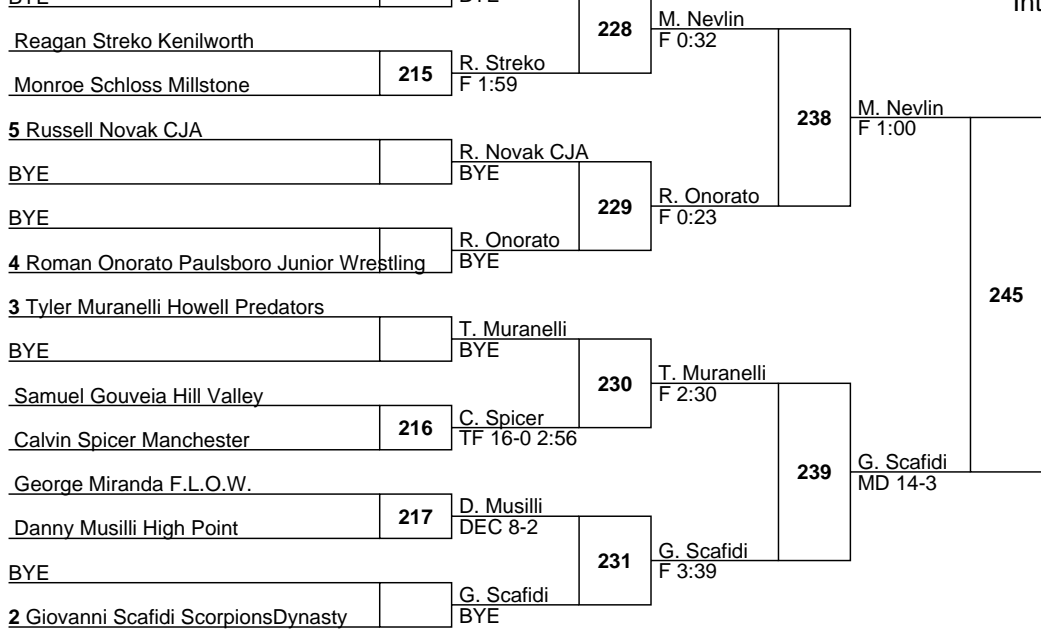 BYE
BYE
Int
Reagan Streko Kenilworth
Monroe Schloss Millstone
215
R. Streko
F 1:59
228
M. Nevlin
F 0:32
5 Russell Novak CJA
BYE
R. Novak CJA
BYE
BYE
4 Roman Onorato Paulsboro Junior Wrestling
R. Onorato
BYE
229
R. Onorato
F 0:23
238
M. Nevlin
F 1:00
3 Tyler Muranelli Howell Predators
BYE
T. Muranelli
BYE
Samuel Gouveia Hill Valley
Calvin Spicer Manchester
216
C. Spicer
TF 16-0 2:56
230
T. Muranelli
F 2:30
George Miranda F.L.O.W.
Danny Musilli High Point
217
D. Musilli
DEC 8-2
BYE
2 Giovanni Scafidi ScorpionsDynasty
G. Scafidi
BYE
231
G. Scafidi
F 3:39
239
G. Scafidi
MD 14-3
245